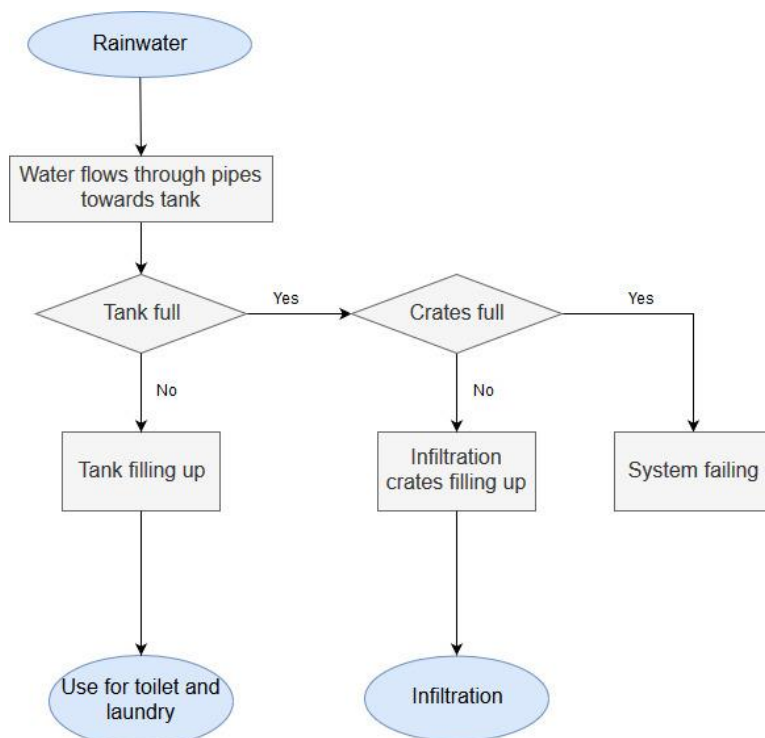 Rainwater
Water flows through pipes
towards tank
Tank full
Yes
Crates full
Yes
No
No
Tank filling up
Infiltration
crates filling up
System failing
Use for toilet and
laundry
Infiltration